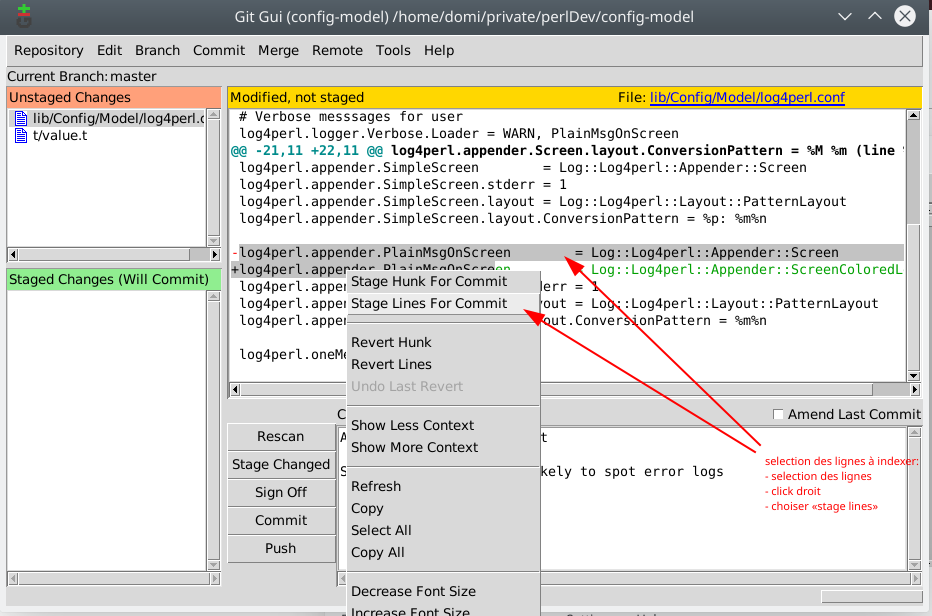 Git Gui (config-model) /home/domi/private/perlDev/config-model
Repository Edit Branch Commit Merge Remote Tools Help
Current Branch: master
Unstaged Changes
lib/Config/Model/log4perl.c
t/value.t
Staged Changes (Will Commit)
Modified, not staged File: lib/Config/Model/log4perl.conf
# Verbose messsages for user
log4perl.logger.Verbose.Loader = WARN, PlainMsgOnScreen
@@ -21,11 +22,11 @@ log4perl.appender.Screen.layout.ConversionPattern = %M %m (line
log4perl.appender.SimpleScreen = Log::Log4perl::Appender::Screen
log4perl.appender.SimpleScreen.stderr = 1
log4perl.appender.SimpleScreen.layout = Log::Log4perl::Layout::PatternLayout
log4perl.appender.SimpleScreen.layout.ConversionPattern = %p: %m%n
-log4perl.appender.PlainMsgOnScreen = Log::Log4perl::Appender::Screen
+log4perl.appender.PlainMsgOnScreen Log::Log4perl::Appender::ScreenColoredL
log4perl.appen derr = 1
log4perl.appen yout = Log::Log4perl::Layout::PatternLayout
log4perl.appen out.ConversionPattern = %m%n
log4perl.oneMe
Stage Hunk For Commit
Stage Lines For Commit
Revert Hunk
Revert Lines
Undo Last Revert
Show Less Context
Show More Context
Refresh
Copy
Select All
Copy All
Decrease Font Size
Increase Font Size
Amend Last Commit
Rescan
Stage Changed
Sign Off
Commit
Push
t
kely to spot error logs
selection des lignes à indexer:
- selection des lignes
- click droit
- choiser «stage lines»